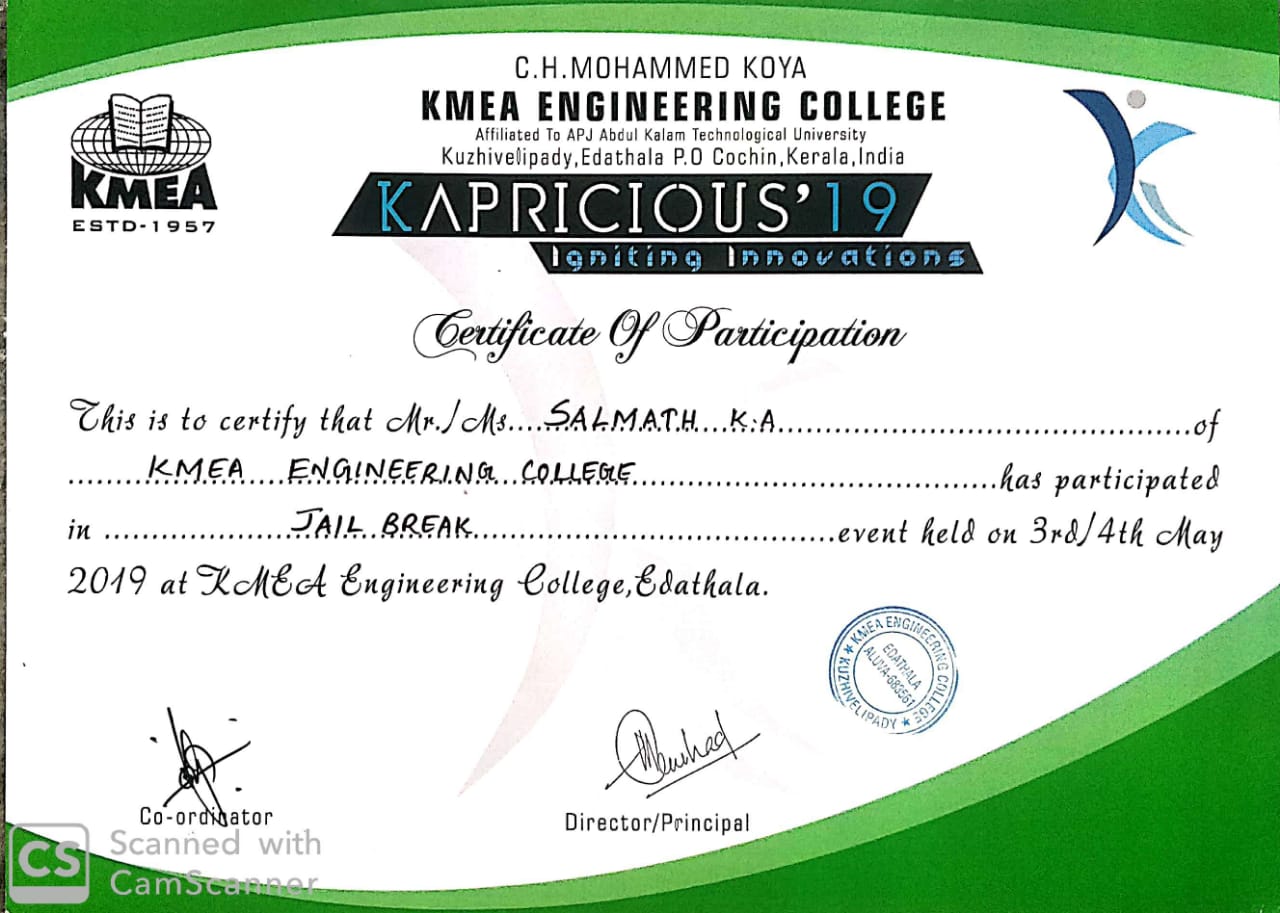 C.H.MOHAMMED KOYA
KMEA ENGINEERING COLLEGE
Affiliated To APJ Abdul Kalam Technological University
Kuzhivelipady,Edathala P.O Cochin,Kerala,India
KMEA
ESTD-1957
KAPRICIOUS'19
Igniting Innovations
Certificate Of Participation
This is to certify that Mr./Ms....SALMATH K.A.......of
.......KMEA ENGINEERING COLLEGE.......has participated
in .......JAIL BREAK.......event held on 3rd/4th May
2019 at KMEA Engineering College,Edathala.
KMEA ENGINEERING COLLEGE
EDATHALA
ALUVA-683561
★ KUZHIVELIPADY ★
Co-ordinator
Director/Principal
CS
Scanned with
CamScanner